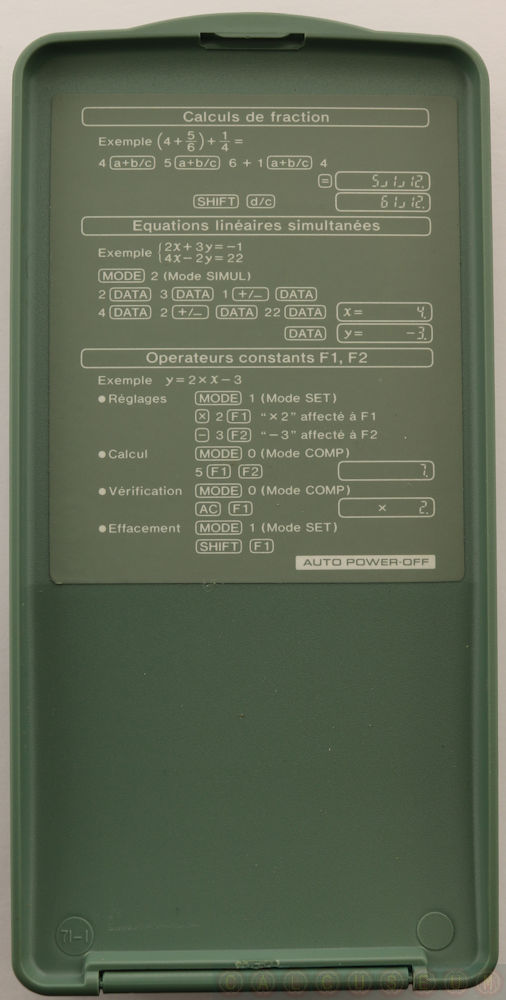 Calculs de fraction
Exemple (4+5/6)+1/4=
4 a+b/c 5 a+b/c 6 + 1 a+b/c 4
= 5⌟1⌟12.
SHIFT d/c 61⌟12.
Equations linéaires simultanées
Exemple {2x+3y=-1
4x-2y=22
MODE 2 (Mode SIMUL)
2 DATA 3 DATA 1 +/- DATA
4 DATA 2 +/- DATA 22 DATA x= 4.
DATA y= -3.
Operateurs constants F1, F2
Exemple y=2×x-3
●Réglages MODE 1 (Mode SET)
× 2 F1 "×2" affecté à F1
- 3 F2 "-3" affecté à F2
●Calcul MODE 0 (Mode COMP)
5 F1 F2 7.
●Vérification MODE 0 (Mode COMP)
AC F1 × 2.
●Effacement MODE 1 (Mode SET)
SHIFT F1
AUTO POWER-OFF
71-1